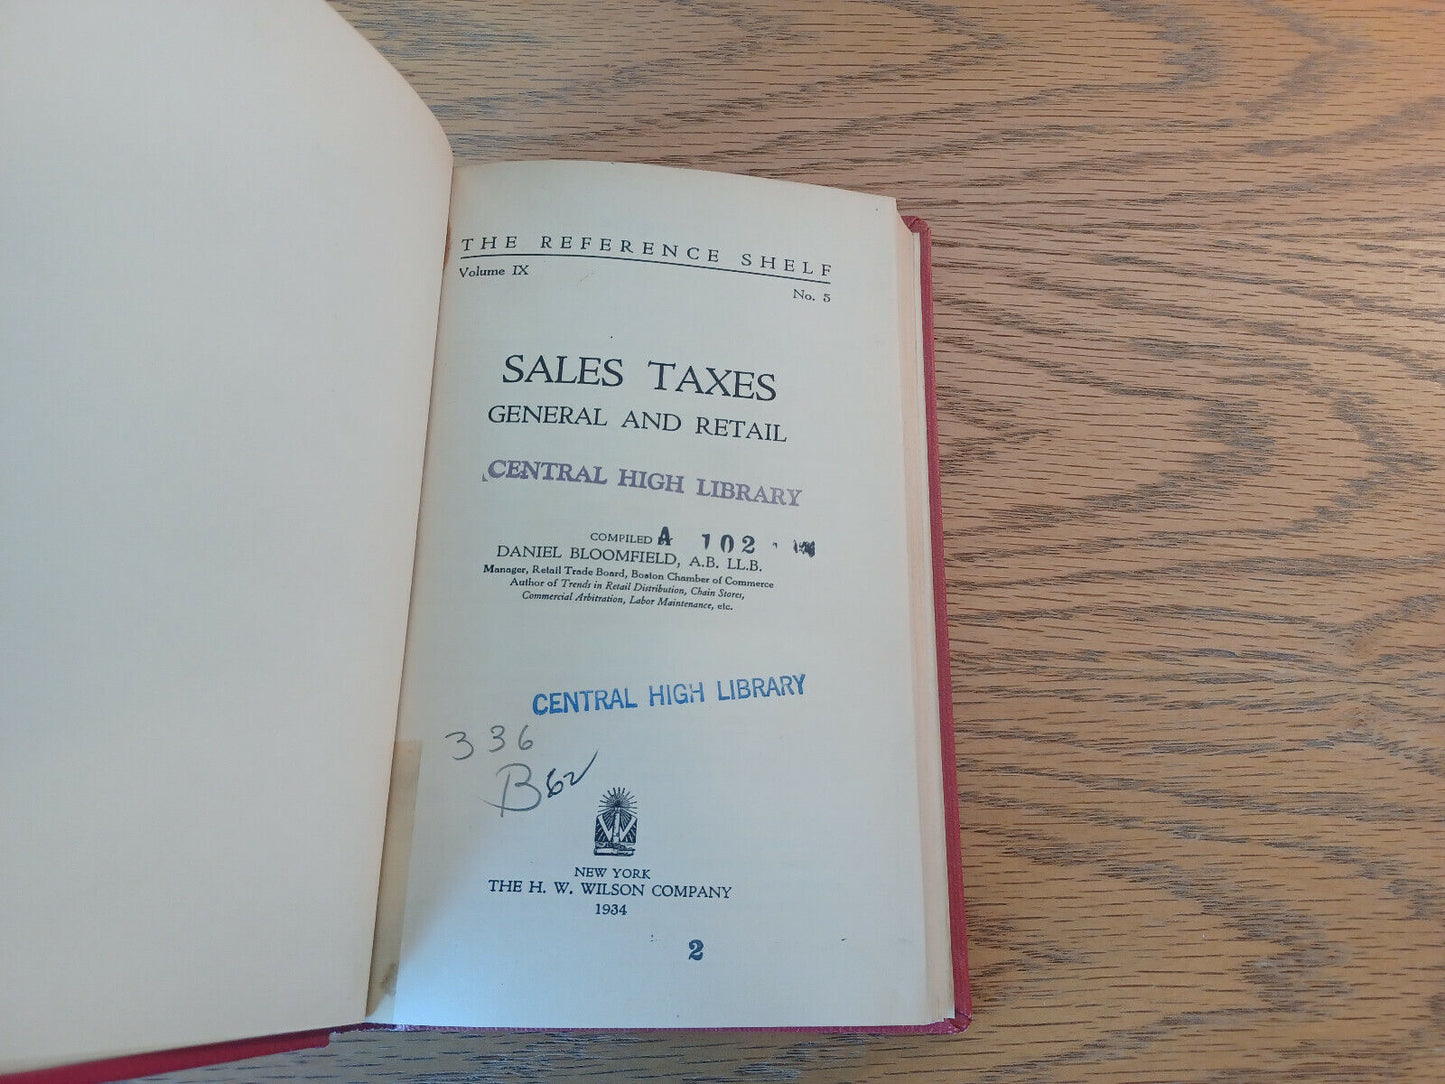 THE REFERENCE SHELF
Volume IX
No. 5
SALES TAXES
GENERAL AND RETAIL
CENTRAL HIGH LIBRARY
COMPILED
A 102
DANIEL BLOOMFIELD, A.B. LL.B.
Manager, Retail Trade Board, Boston Chamber of Commerce
Author of Trends in Retail Distribution, Chain Stores,
Commercial Arbitration, Labor Maintenance, etc.
CENTRAL HIGH LIBRARY
336
B62
NEW YORK
THE H. W. WILSON COMPANY
1934
2